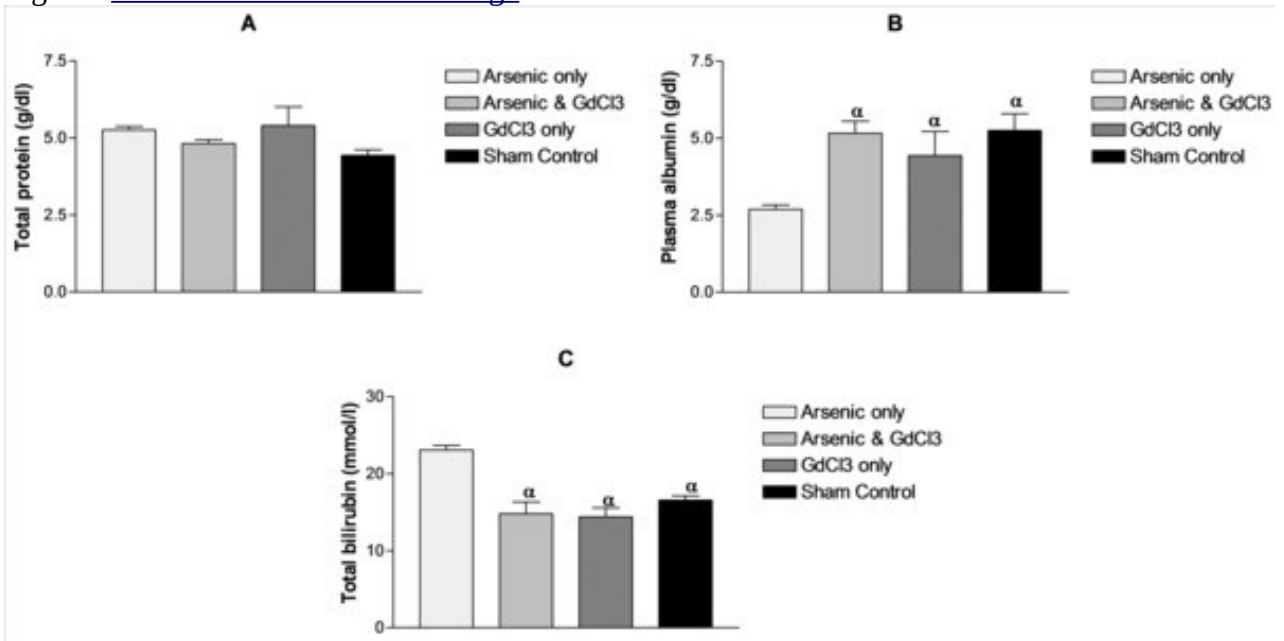 A
Total protein (g/dl)
7.5
5.0
2.5
0.0
Arsenic only
Arsenic & GdCl3
GdCl3 only
Sham Control
B
Plasma albumin (g/dl)
7.5
5.0
2.5
0.0
α
α
α
Arsenic only
Arsenic & GdCl3
GdCl3 only
Sham Control
C
Total bilirubin (mmol/l)
30
20
10
0
α
α
α
Arsenic only
Arsenic & GdCl3
GdCl3 only
Sham Control